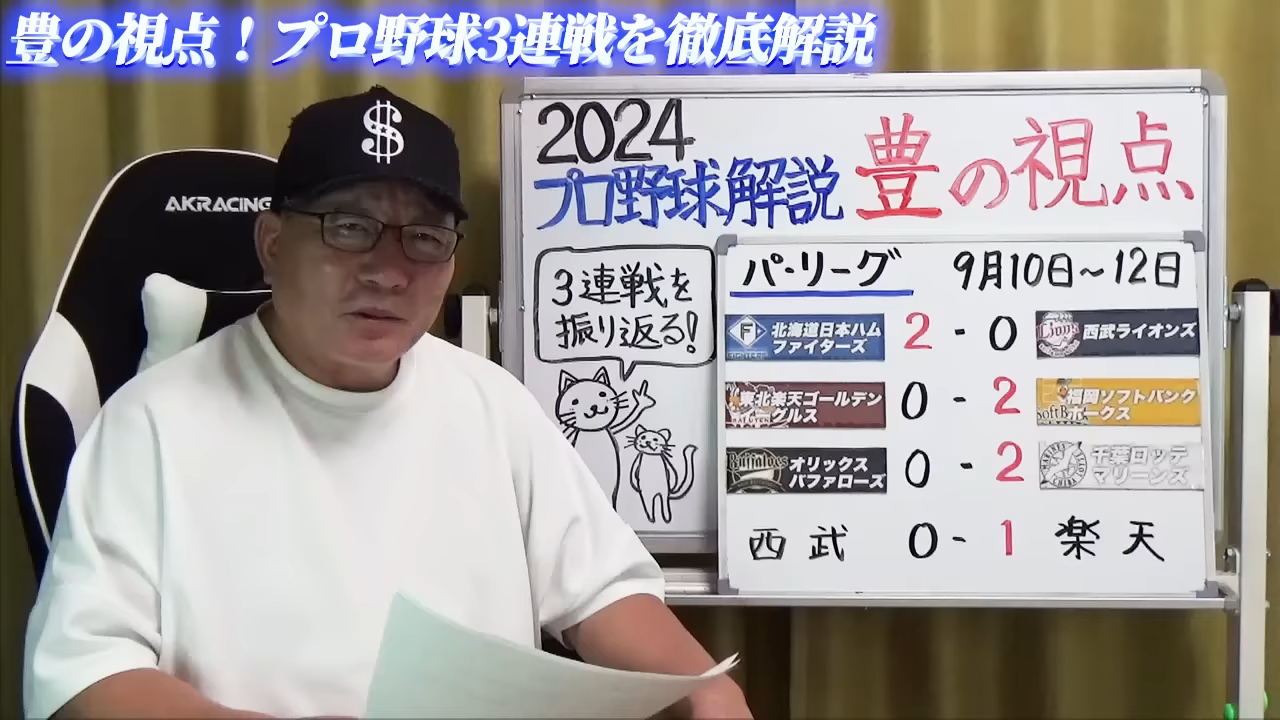 豊の視点！プロ野球3連戦を徹底解説
$
AKRACING
2024
プロ野球解説 豊の視点
3連戦を
振り返る!
パ・リーグ 9月10日~12日
F
FIGHTERS
北海道日本ハム
ファイターズ
2 - 0
Lions
西武ライオンズ
東北楽天ゴールデン
イーグルス
0 - 2
福岡ソフトバンク
ホークス
Buffaloes
オリックス
バファローズ
0 - 2
MARINES
CHIBA LOTTE
千葉ロッテ
マリーンズ
西武 0 - 1 楽天